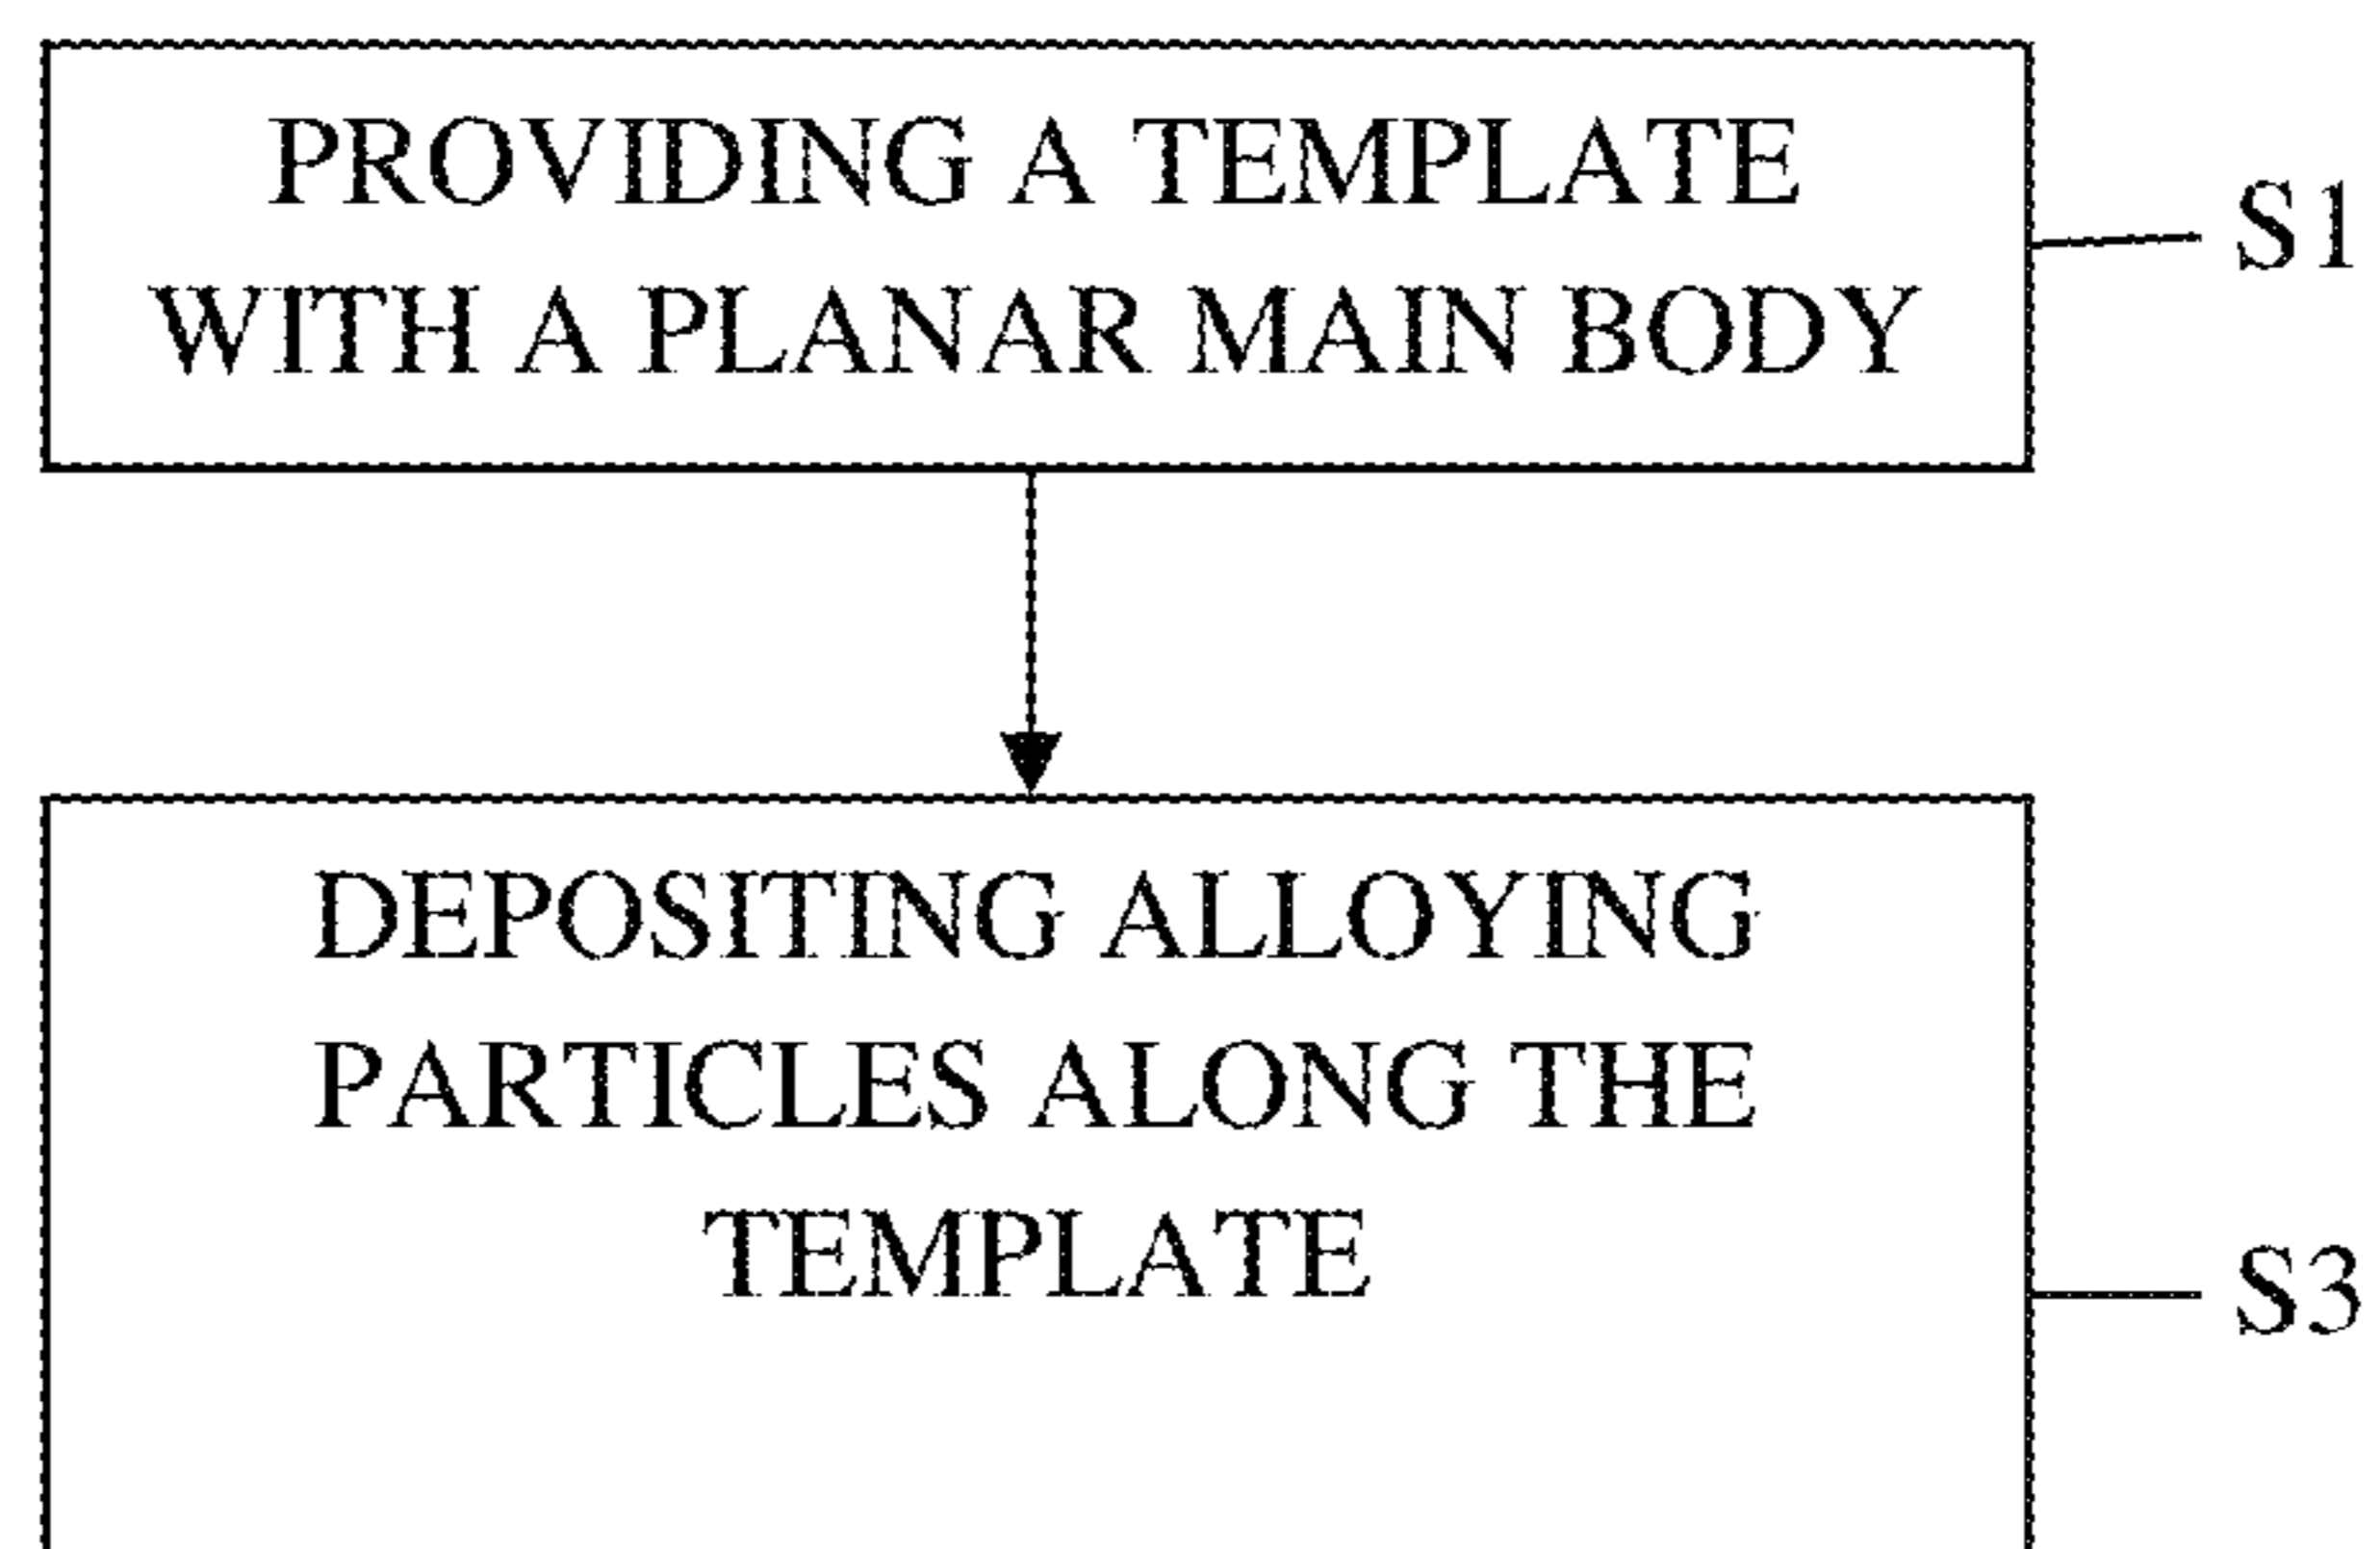 PROVIDING A TEMPLATE
WITH A PLANAR MAIN BODY
S1
DEPOSITING ALLOYING
PARTICLES ALONG THE
TEMPLATE
S3